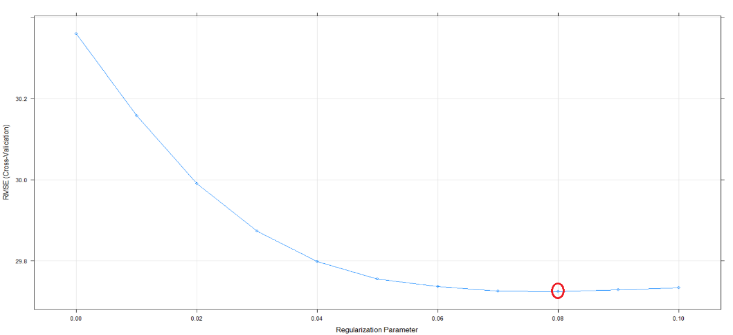 30.2
30.0
29.8
RMSE (Cross-Validation)
0.00 0.02 0.04 0.06 0.08 0.10
Regularization Parameter